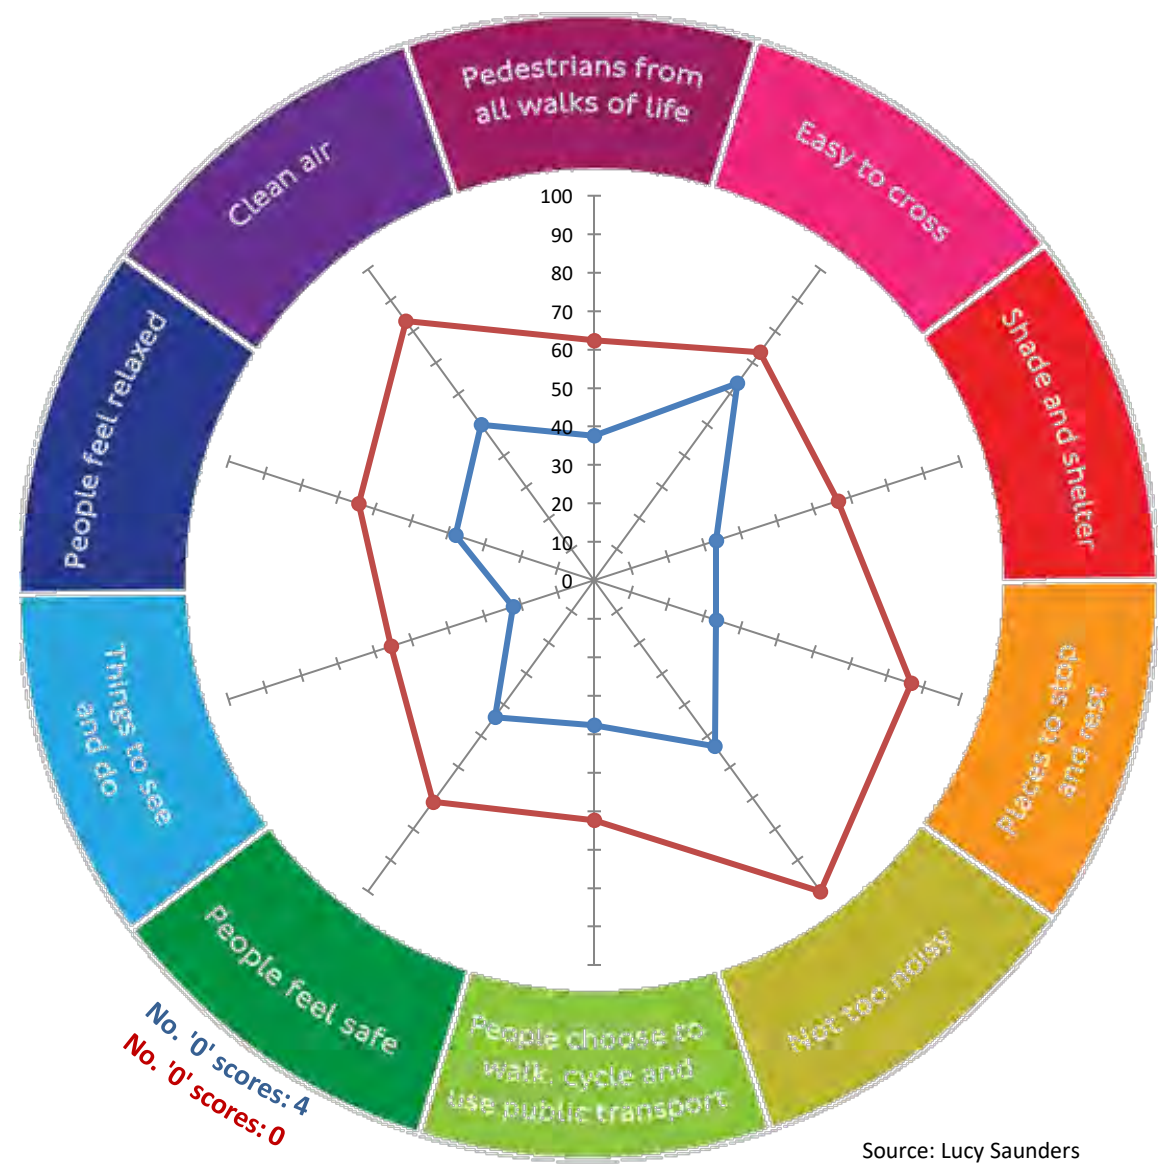 Pedestrians from
all walks of life
Easy to cross
Shade and shelter
Places to stop
and rest
Not too noisy
People choose to
walk, cycle and
use public transport
People feel safe
Things to see
and do
People feel relaxed
Clean air
100
90
80
70
60
50
40
30
20
10
0
No. '0' scores: 4
No. '0' scores: 0
Source: Lucy Saunders